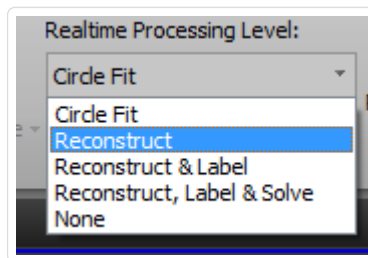 Realtime Processing Level:
Circle Fit
Circle Fit
Reconstruct
Reconstruct & Label
Reconstruct, Label & Solve
None